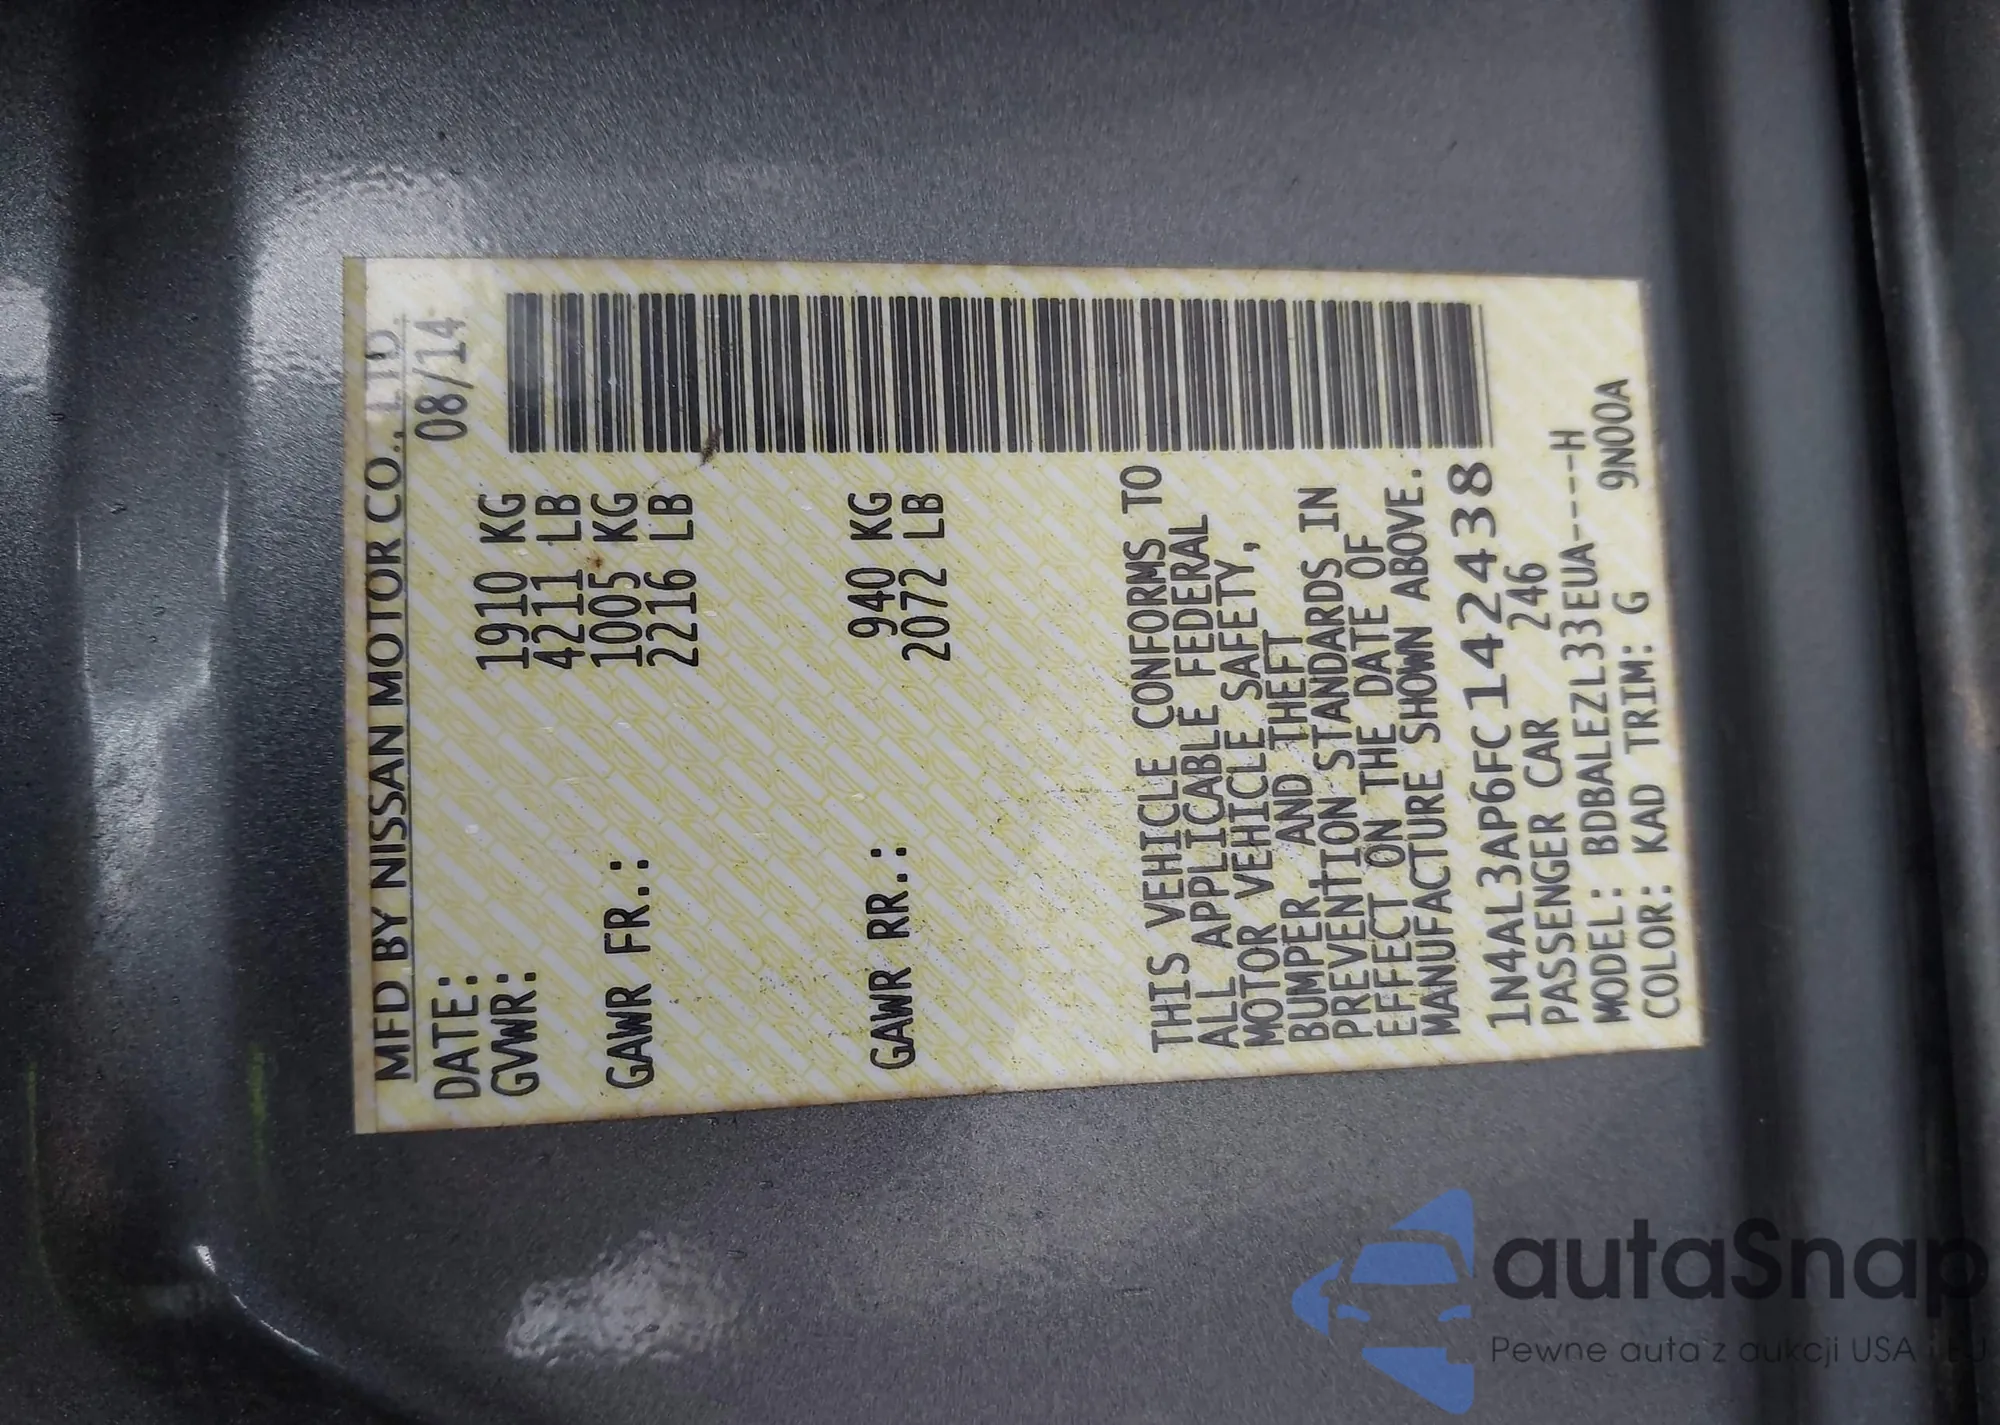 MFD BY NISSAN MOTOR CO., LTD.
DATE: 08/14
GVWR: 1910 KG
4211 LB
GAWR FR.: 1005 KG
2216 LB
GAWR RR.: 940 KG
2072 LB
THIS VEHICLE CONFORMS TO
ALL APPLICABLE FEDERAL
MOTOR VEHICLE SAFETY,
BUMPER AND THEFT
PREVENTION STANDARDS IN
EFFECT ON THE DATE OF
MANUFACTURE SHOWN ABOVE.
1N4AL3AP6FC142438
PASSENGER CAR 246
MODEL: BDBALEZL33EUA----H
COLOR: KAD TRIM: G 9N00A
autaSnap
Pewne auta z aukcji USA i EU